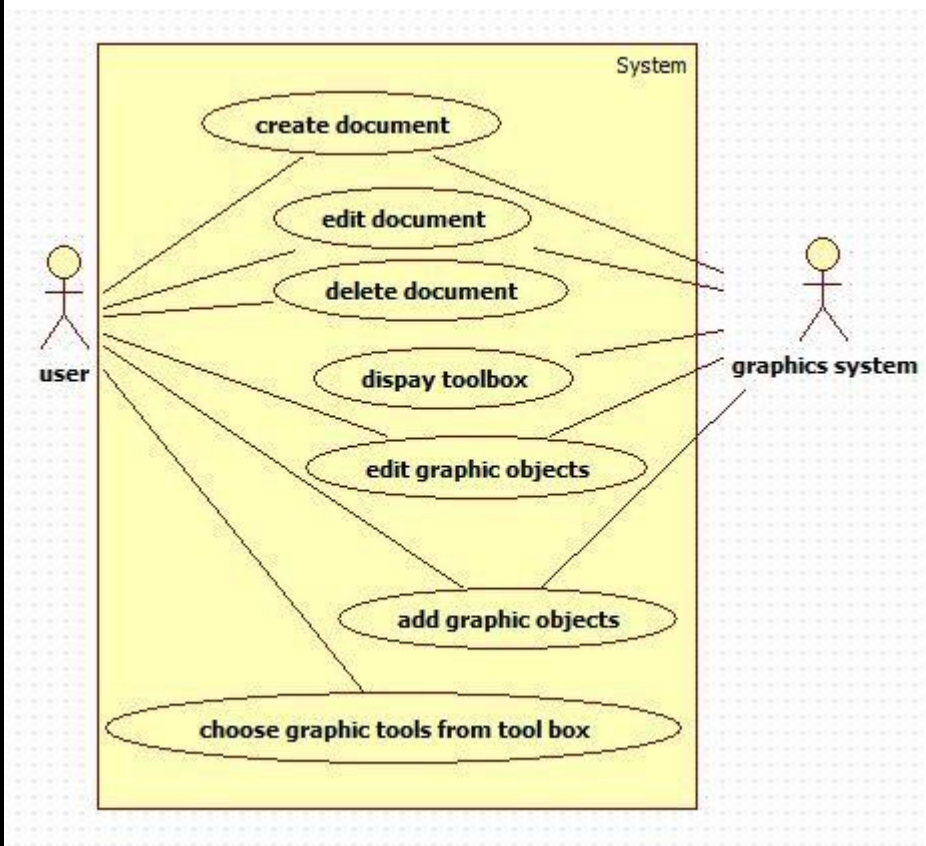 System
create document
edit document
delete document
user
dispay toolbox
graphics system
edit graphic objects
add graphic objects
choose graphic tools from tool box